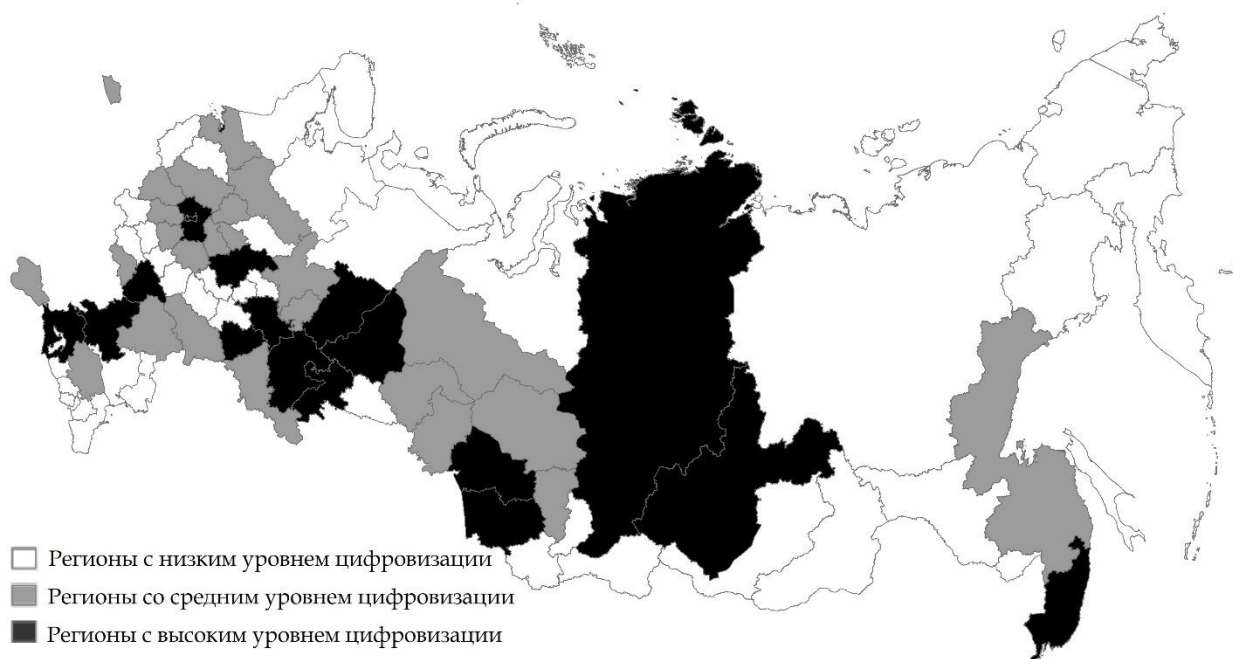 Регионы с низким уровнем цифровизации
Регионы со средним уровнем цифровизации
Регионы с высоким уровнем цифровизации